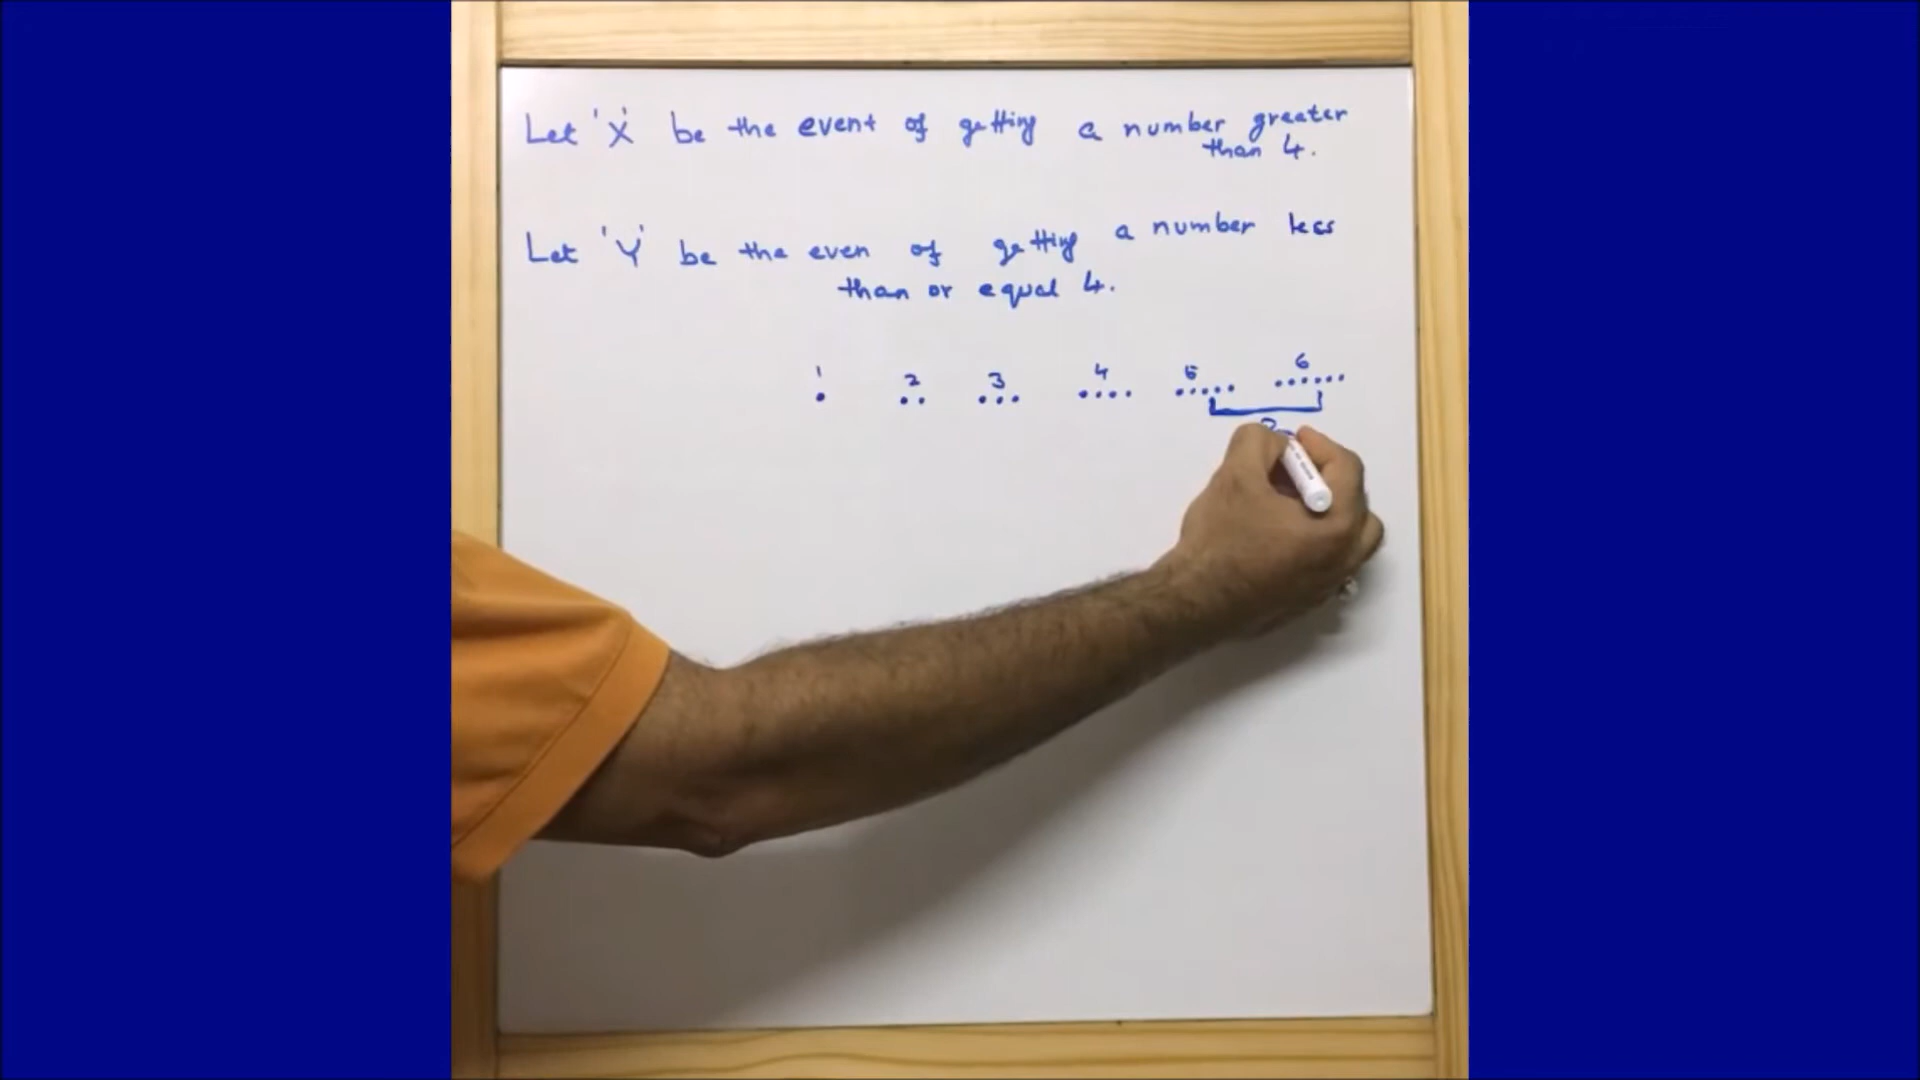 Let 'X' be the event of getting a number greater
than 4.
Let 'Y' be the even of getting a number less
than or equal 4.
1 2 3 4 5 6
2